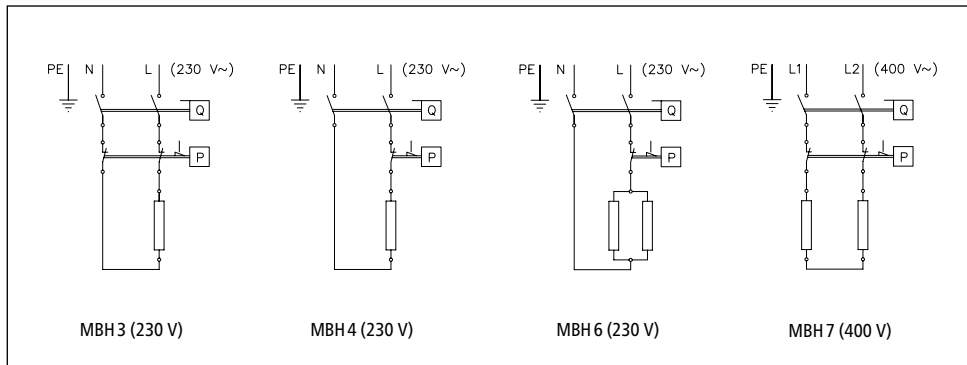 PE N L (230 V~)
Q
P
MBH 3 (230 V)
PE N L (230 V~)
Q
P
MBH 4 (230 V)
PE N L (230 V~)
Q
P
MBH 6 (230 V)
PE L1 L2 (400 V~)
Q
P
MBH 7 (400 V)